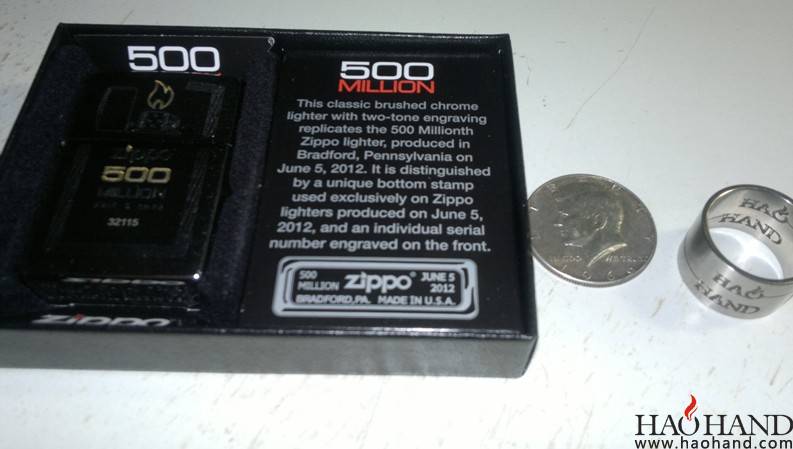 500
zippo
500
MILLION
32115
zippo
500
MILLION
This classic brushed chrome
lighter with two-tone engraving
replicates the 500 Millionth
Zippo lighter, produced in
Bradford, Pennsylvania on
June 5, 2012. It is distinguished
by a unique bottom stamp
used exclusively on Zippo
lighters produced on June 5,
2012, and an individual serial
number engraved on the front.
500 MILLION zippo JUNE 5 2012
BRADFORD, PA. MADE IN U.S.A.
HAO
HAND
HAO
HAND
HAOHAND
www.haohand.com